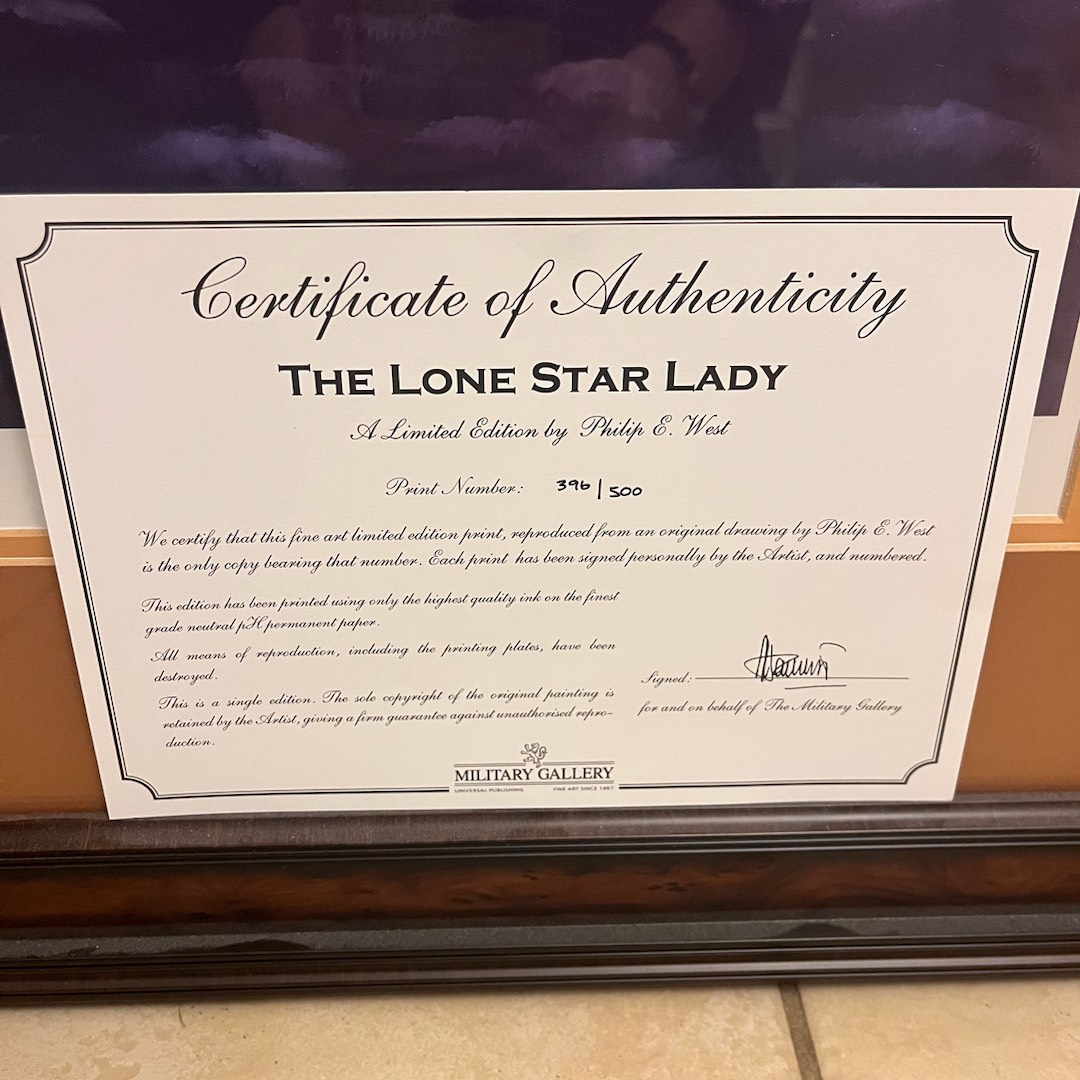 Certificate of Authenticity
THE LONE STAR LADY
A Limited Edition by Philip E. West
Print Number: 396/500
We certify that this fine art limited edition print, reproduced from an original drawing by Philip E. West
is the only copy bearing that number. Each print has been signed personally by the Artist, and numbered.
This edition has been printed using only the highest quality ink on the finest
grade neutral pH permanent paper.
All means of reproduction, including the printing plates, have been
destroyed.
This is a single edition. The sole copyright of the original painting is
retained by the Artist, giving a firm guarantee against unauthorised repro-
duction.
Signed:
for and on behalf of The Military Gallery
MILITARY GALLERY
UNIVERSAL PUBLISHING FINE ART SINCE 1967